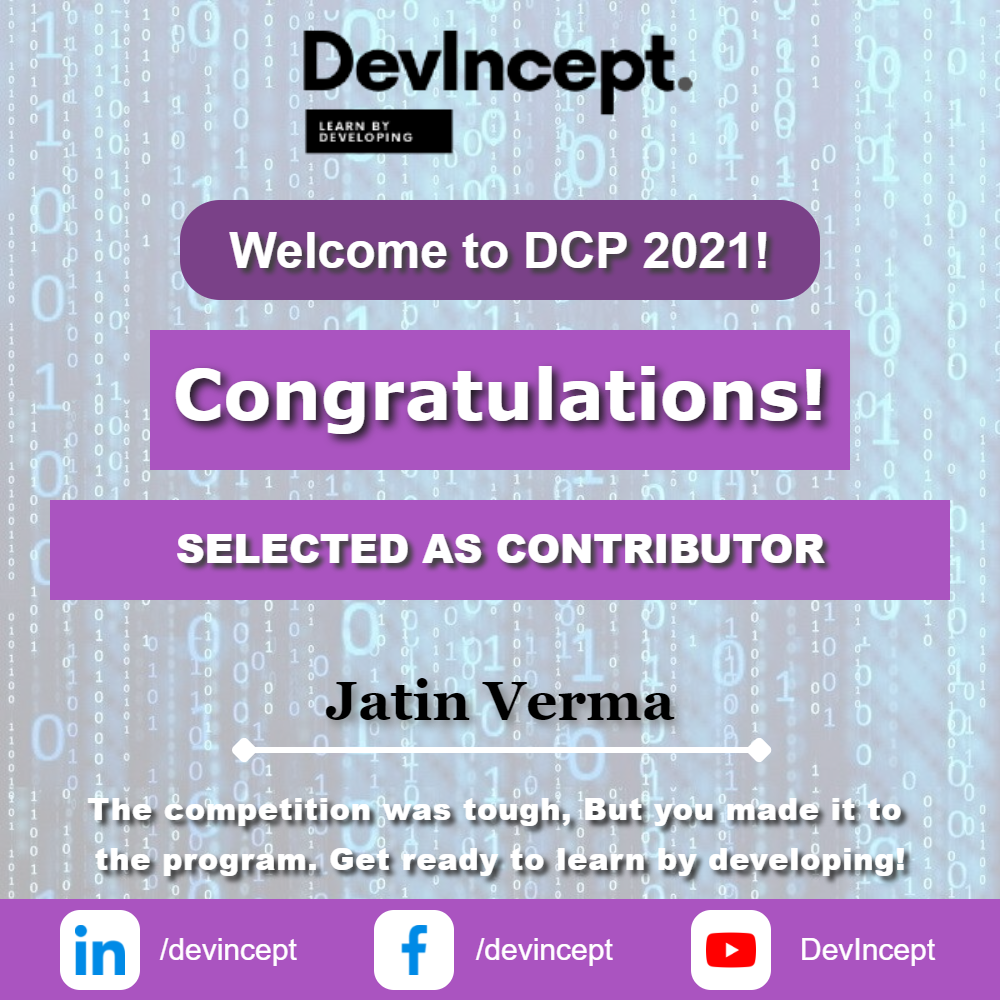 DevIncept.
LEARN BY
DEVELOPING
Welcome to DCP 2021!
Congratulations!
SELECTED AS CONTRIBUTOR
Jatin Verma
The competition was tough, But you made it to
the program. Get ready to learn by developing!
in /devincept f /devincept DevIncept